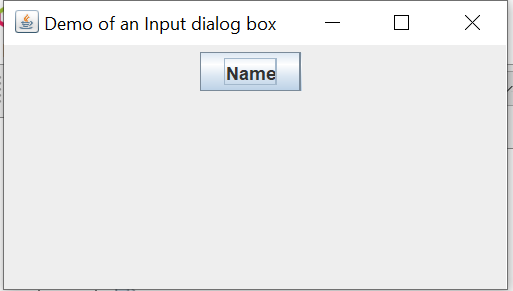 Demo of an Input dialog box
Name